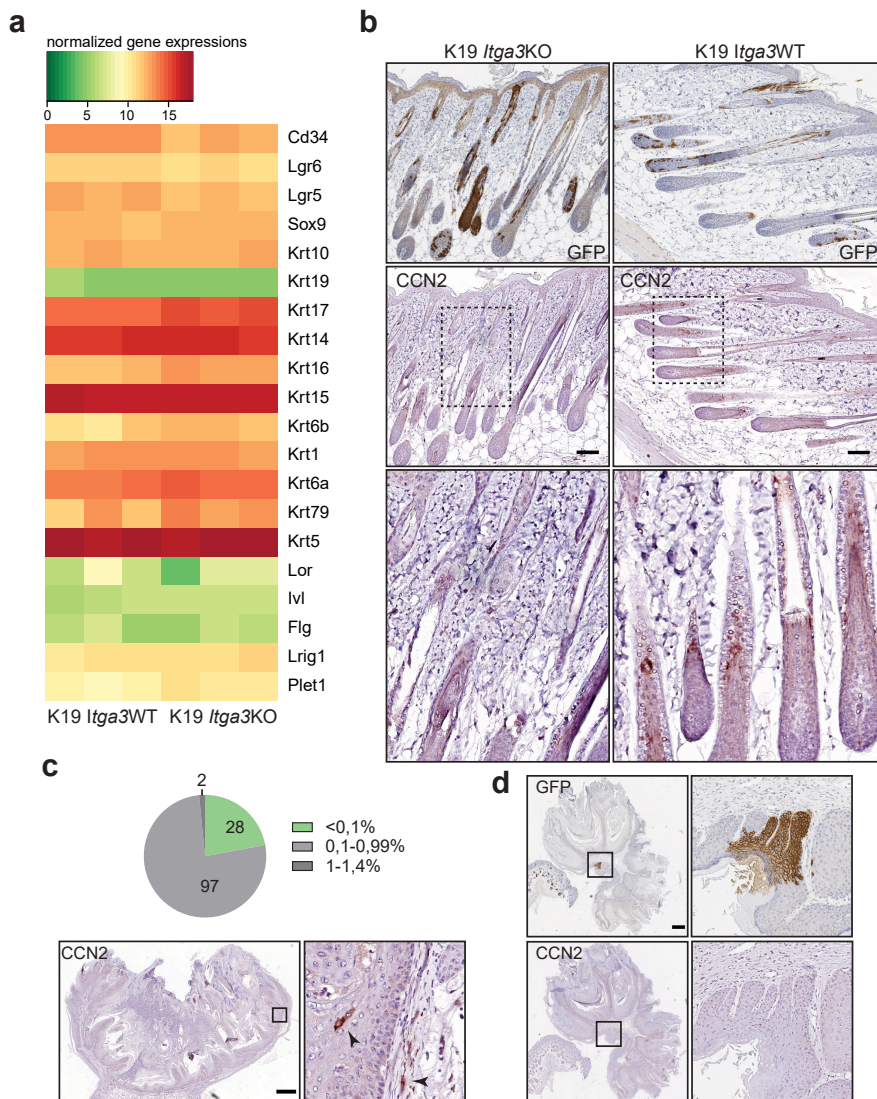 a
normalized gene expressions
0 5 10 15
Cd34
Lgr6
Lgr5
Sox9
Krt10
Krt19
Krt17
Krt14
Krt16
Krt15
Krt6b
Krt1
Krt6a
Krt79
Krt5
Lor
Ivl
Flg
Lrig1
Plet1
K19 Itga3WT K19 Itga3KO
b
K19 Itga3KO K19 Itga3WT
GFP GFP
CCN2 CCN2
c
2
28
97
<0,1%
0,1-0,99%
1-1,4%
CCN2
d
GFP
CCN2